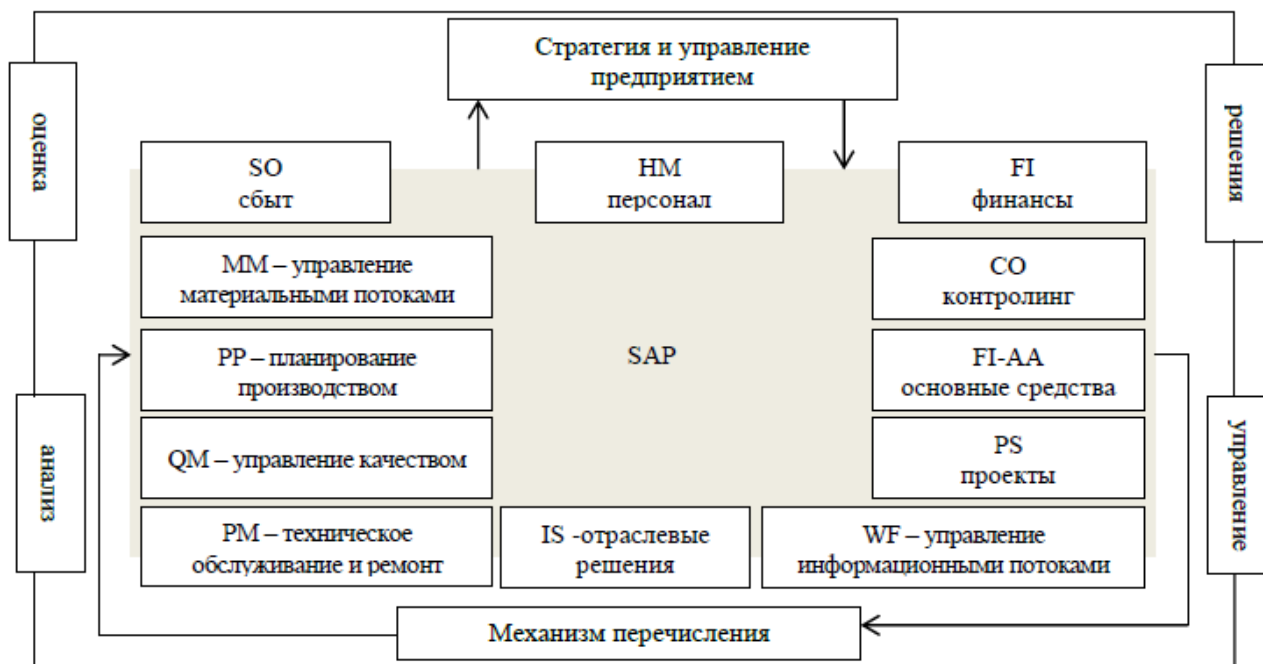 Стратегия и управление
предприятием
оценка
решения
SO
сбыт
HM
персонал
FI
финансы
MM – управление
материальными потоками
CO
контролинг
PP – планирование
производством
SAP
FI-AA
основные средства
анализ
управление
QM – управление качеством
PS
проекты
PM – техническое
обслуживание и ремонт
IS -отраслевые
решения
WF – управление
информационными потоками
Механизм перечисления